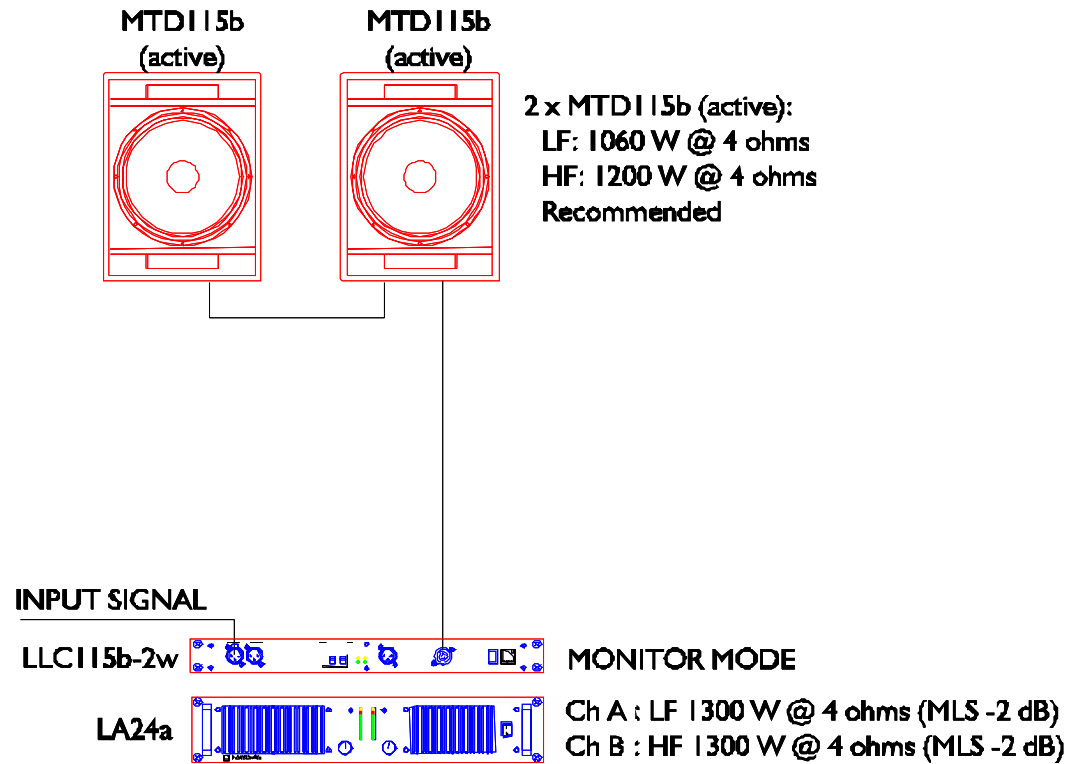 MTD115b
(active)
MTD115b
(active)
2 x MTD115b (active):
LF: 1060 W @ 4 ohms
HF: 1200 W @ 4 ohms
Recommended
INPUT SIGNAL
LLC115b-2w
MONITOR MODE
LA24a
Ch A : LF 1300 W @ 4 ohms (MLS -2 dB)
Ch B : HF 1300 W @ 4 ohms (MLS -2 dB)